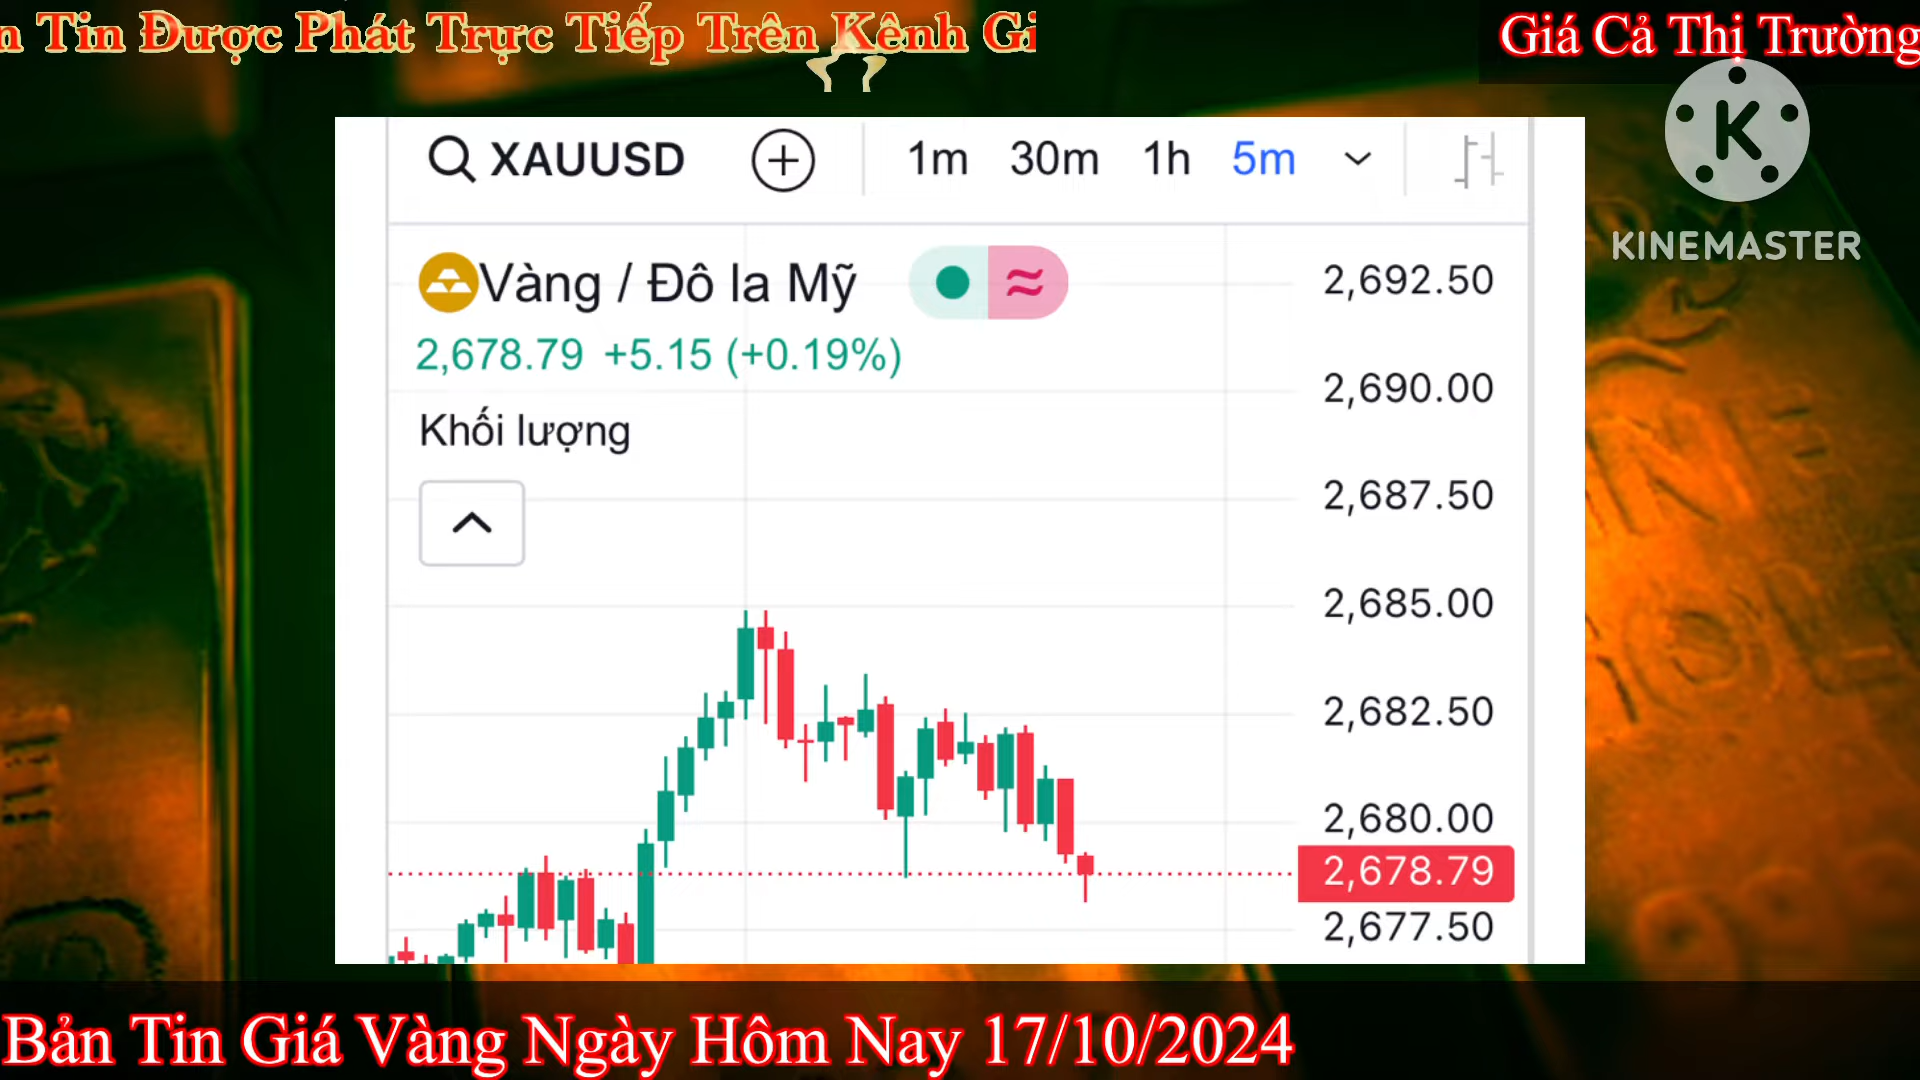 n Tin Được Phát Trực Tiếp Trên Kênh Gi
Giá Cả Thị Trường
K
KINEMASTER
XAUUSD
1m 30m 1h 5m
Vàng / Đô la Mỹ
2,678.79 +5.15 (+0.19%)
Khối lượng
2,692.50
2,690.00
2,687.50
2,685.00
2,682.50
2,680.00
2,678.79
2,677.50
Bản Tin Giá Vàng Ngày Hôm Nay 17/10/2024